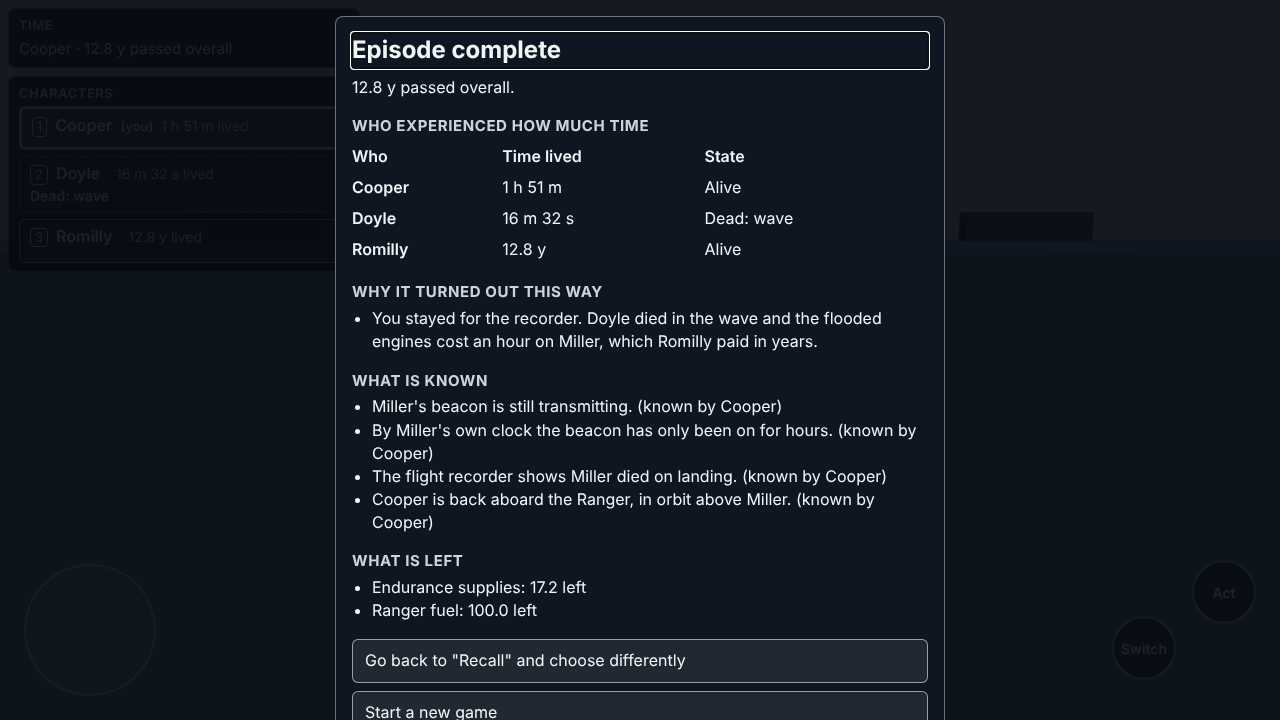 TIME
Cooper · 12.8 y passed overall
CHARACTERS
1 Cooper (you) 1 h 51 m lived
2 Doyle 16 m 32 s lived
Dead: wave
3 Romilly 12.8 y lived
Episode complete
12.8 y passed overall.
WHO EXPERIENCED HOW MUCH TIME
Who Time lived State
Cooper 1 h 51 m Alive
Doyle 16 m 32 s Dead: wave
Romilly 12.8 y Alive
WHY IT TURNED OUT THIS WAY
• You stayed for the recorder. Doyle died in the wave and the flooded
engines cost an hour on Miller, which Romilly paid in years.
WHAT IS KNOWN
• Miller's beacon is still transmitting. (known by Cooper)
• By Miller's own clock the beacon has only been on for hours. (known by
Cooper)
• The flight recorder shows Miller died on landing. (known by Cooper)
• Cooper is back aboard the Ranger, in orbit above Miller. (known by
Cooper)
WHAT IS LEFT
• Endurance supplies: 17.2 left
• Ranger fuel: 100.0 left
Go back to "Recall" and choose differently
Start a new game
Act
Switch